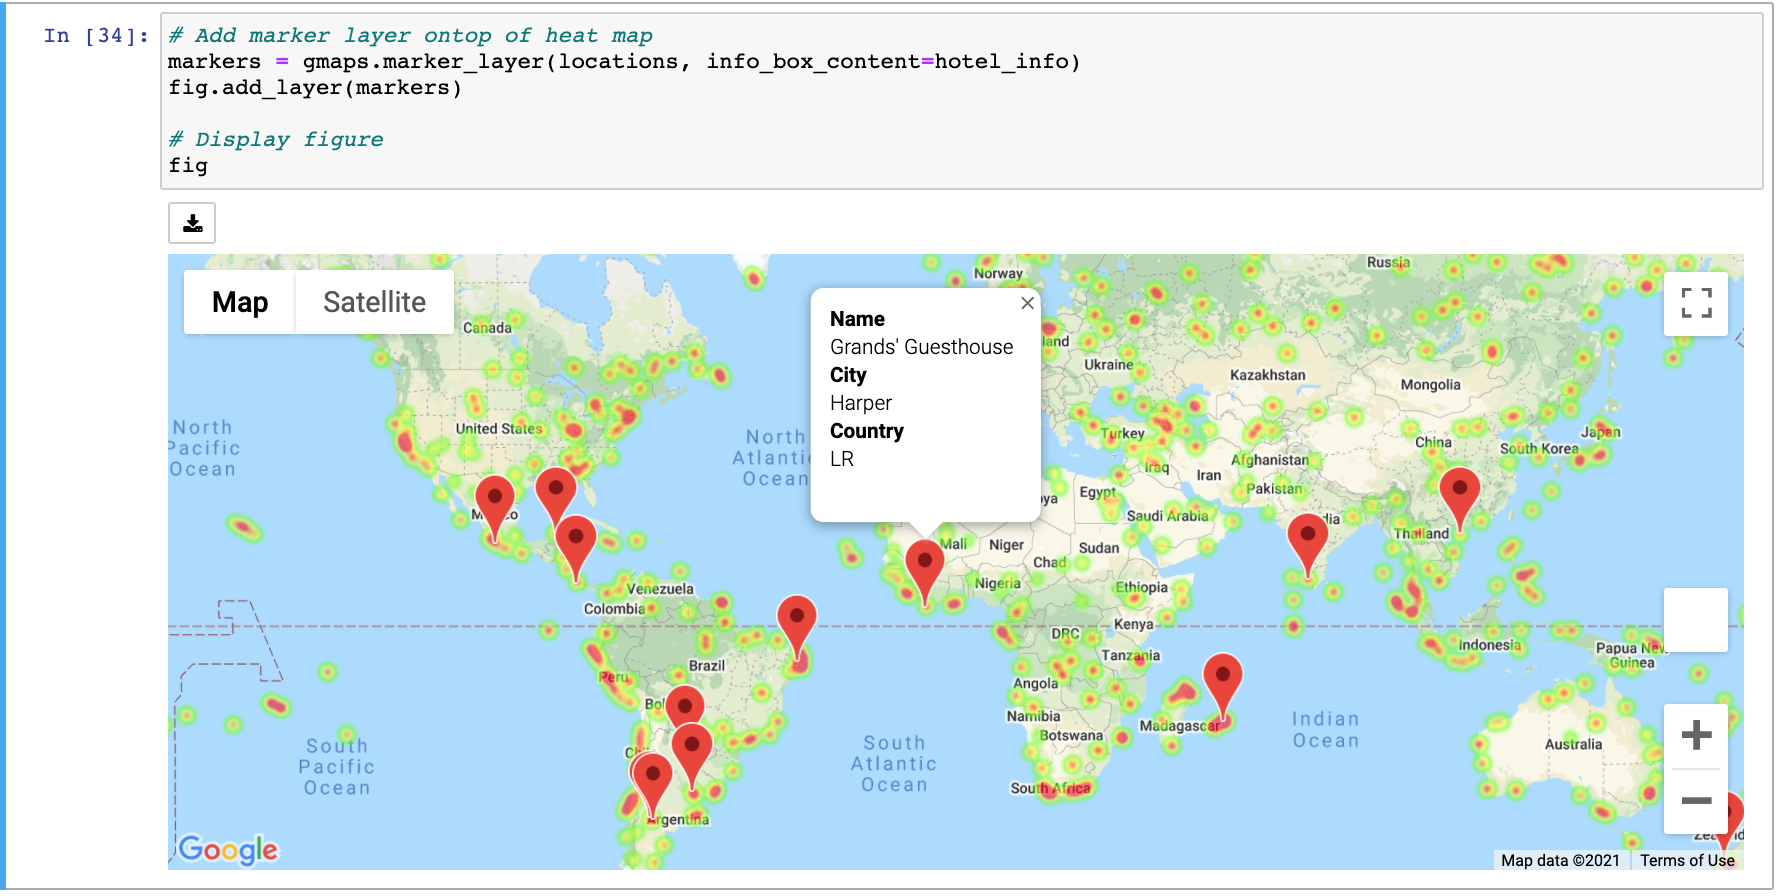 In [34]:
# Add marker layer ontop of heat map
markers = gmaps.marker_layer(locations, info_box_content=hotel_info)
fig.add_layer(markers)
# Display figure
fig
Map
Satellite
Name
Grands' Guesthouse
City
Harper
Country
LR
Norway
Russia
Canada
Ukraine
Kazakhstan
Mongolia
North
Pacific
Ocean
United States
North
Atlantic
Ocean
Turkey
China
Japan
South Korea
Iraq
Iran
Afghanistan
Pakistan
Egypt
Saudi Arabia
Thailand
Mali
Niger
Chad
Sudan
Nigeria
Ethiopia
Venezuela
Colombia
DRC
Kenya
Tanzania
Indonesia
Papua New
Guinea
Brazil
Peru
Angola
Namibia
Botswana
Madagascar
Indian
Ocean
South
Pacific
Ocean
South
Atlantic
Ocean
Australia
South Africa
Argentina
Google
Map data ©2021
Terms of Use